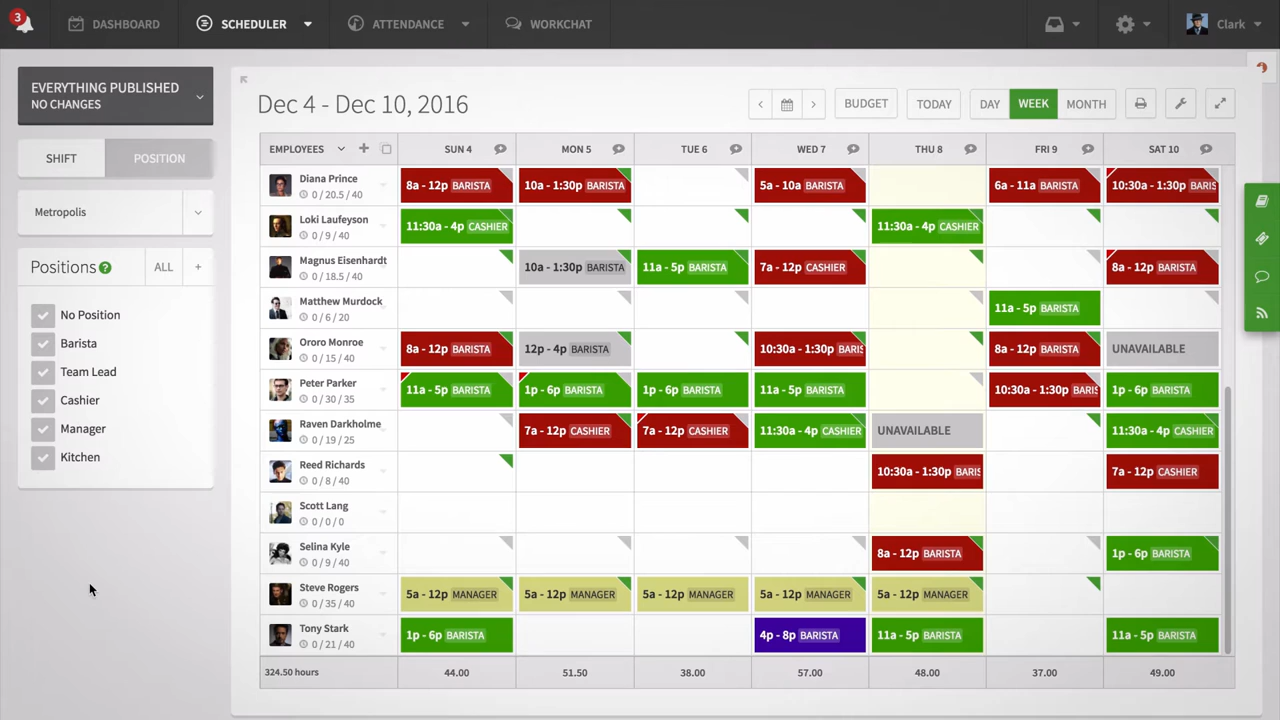 3
DASHBOARD
SCHEDULER
ATTENDANCE
WORKCHAT
Clark
EVERYTHING PUBLISHED
NO CHANGES
SHIFT POSITION
Metropolis
Positions ? ALL +
No Position
Barista
Team Lead
Cashier
Manager
Kitchen
Dec 4 - Dec 10, 2016
BUDGET TODAY DAY WEEK MONTH
EMPLOYEES SUN 4 MON 5 TUE 6 WED 7 THU 8 FRI 9 SAT 10
Diana Prince
0 / 20.5 / 40
8a - 12p BARISTA 10a - 1:30p BARISTA 5a - 10a BARISTA 6a - 11a BARISTA 10:30a - 1:30p BARIS
Loki Laufeyson
0 / 9 / 40
11:30a - 4p CASHIER 11:30a - 4p CASHIER
Magnus Eisenhardt
0 / 18.5 / 40
10a - 1:30p BARISTA 11a - 5p BARISTA 7a - 12p CASHIER 8a - 12p BARISTA
Matthew Murdock
0 / 6 / 20
11a - 5p BARISTA
Ororo Monroe
0 / 15 / 40
8a - 12p BARISTA 12p - 4p BARISTA 10:30a - 1:30p BARIS 8a - 12p BARISTA UNAVAILABLE
Peter Parker
0 / 30 / 35
11a - 5p BARISTA 1p - 6p BARISTA 1p - 6p BARISTA 11a - 5p BARISTA 10:30a - 1:30p BARIS 1p - 6p BARISTA
Raven Darkholme
0 / 19 / 25
7a - 12p CASHIER 7a - 12p CASHIER 11:30a - 4p CASHIER UNAVAILABLE 11:30a - 4p CASHIER
Reed Richards
0 / 8 / 40
10:30a - 1:30p BARIS 7a - 12p CASHIER
Scott Lang
0 / 0 / 0
Selina Kyle
0 / 9 / 40
8a - 12p BARISTA 1p - 6p BARISTA
Steve Rogers
0 / 35 / 40
5a - 12p MANAGER 5a - 12p MANAGER 5a - 12p MANAGER 5a - 12p MANAGER 5a - 12p MANAGER
Tony Stark
0 / 21 / 40
1p - 6p BARISTA 4p - 8p BARISTA 11a - 5p BARISTA 11a - 5p BARISTA
324.50 hours 44.00 51.50 38.00 57.00 48.00 37.00 49.00